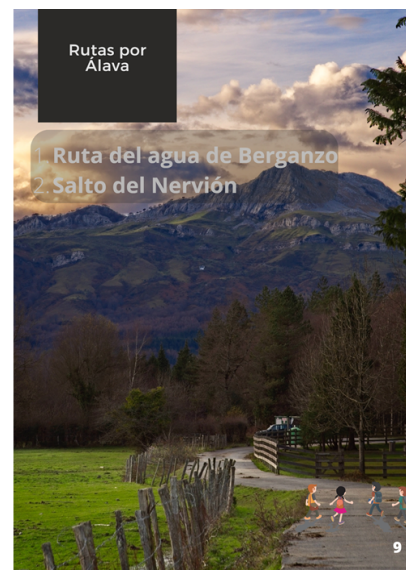 Rutas por
Álava
1. Ruta del agua de Berganzo
2. Salto del Nervión
9